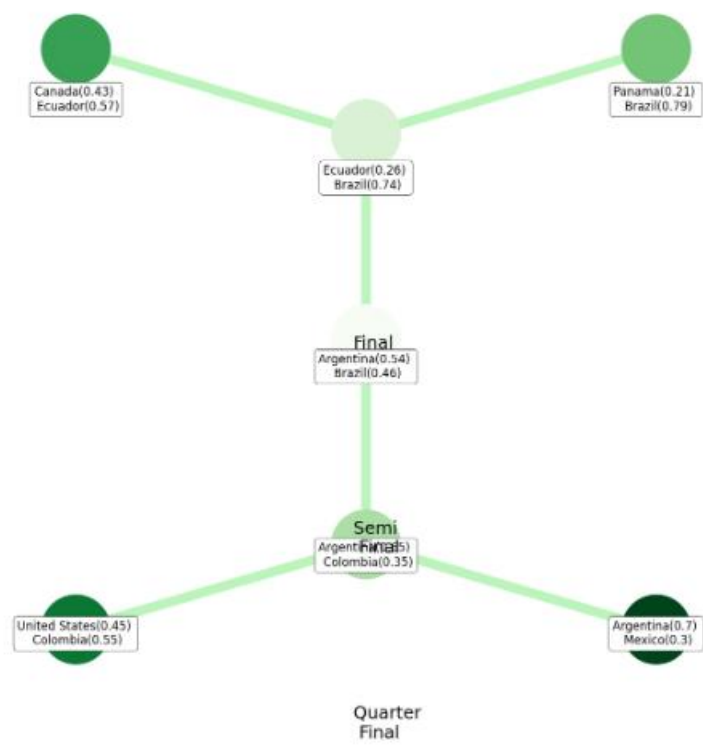 Canada(0.43)
Ecuador(0.57)
Panama(0.21)
Brazil(0.79)
Ecuador(0.26)
Brazil(0.74)
Final
Argentina(0.54)
Brazil(0.46)
Semi
Final
Colombia(0.35)
United States(0.45)
Colombia(0.55)
Argentina(0.7)
Mexico(0.3)
Quarter
Final